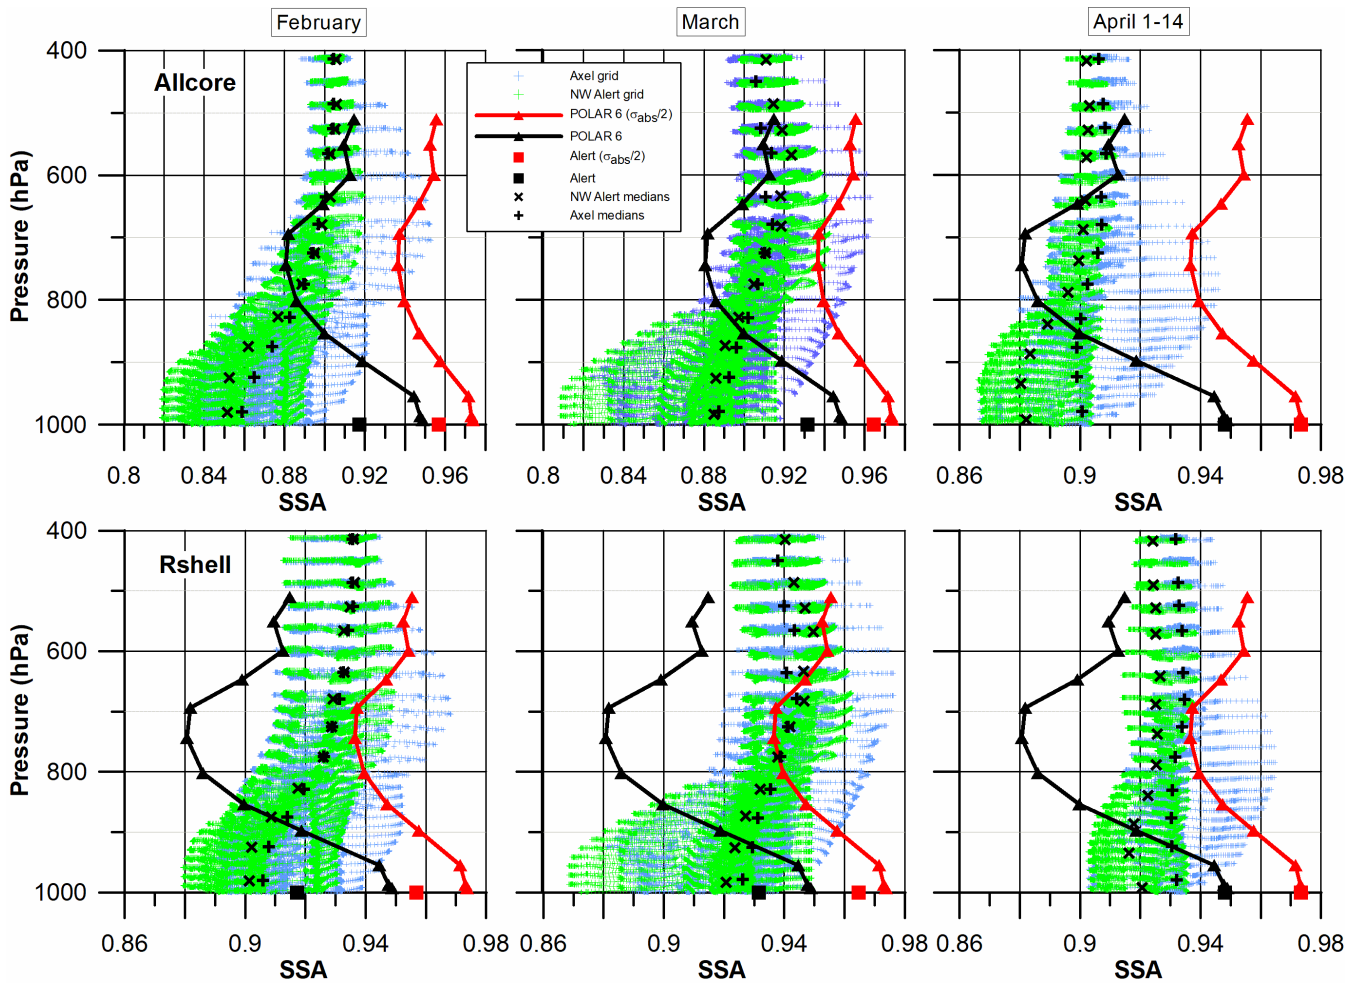 February
March
April 1-14
400
600
800
1000
Pressure (hPa)
Allcore
Axel grid
NW Alert grid
POLAR 6 (σabs/2)
POLAR 6
Alert (σabs/2)
Alert
NW Alert medians
Axel medians
0.8 0.84 0.88 0.92 0.96
0.8 0.84 0.88 0.92 0.96
0.86 0.9 0.94 0.98
SSA SSA SSA
400
600
800
1000
Pressure (hPa)
Rshell
0.86 0.9 0.94 0.98
0.86 0.9 0.94 0.98
0.86 0.9 0.94 0.98
SSA SSA SSA